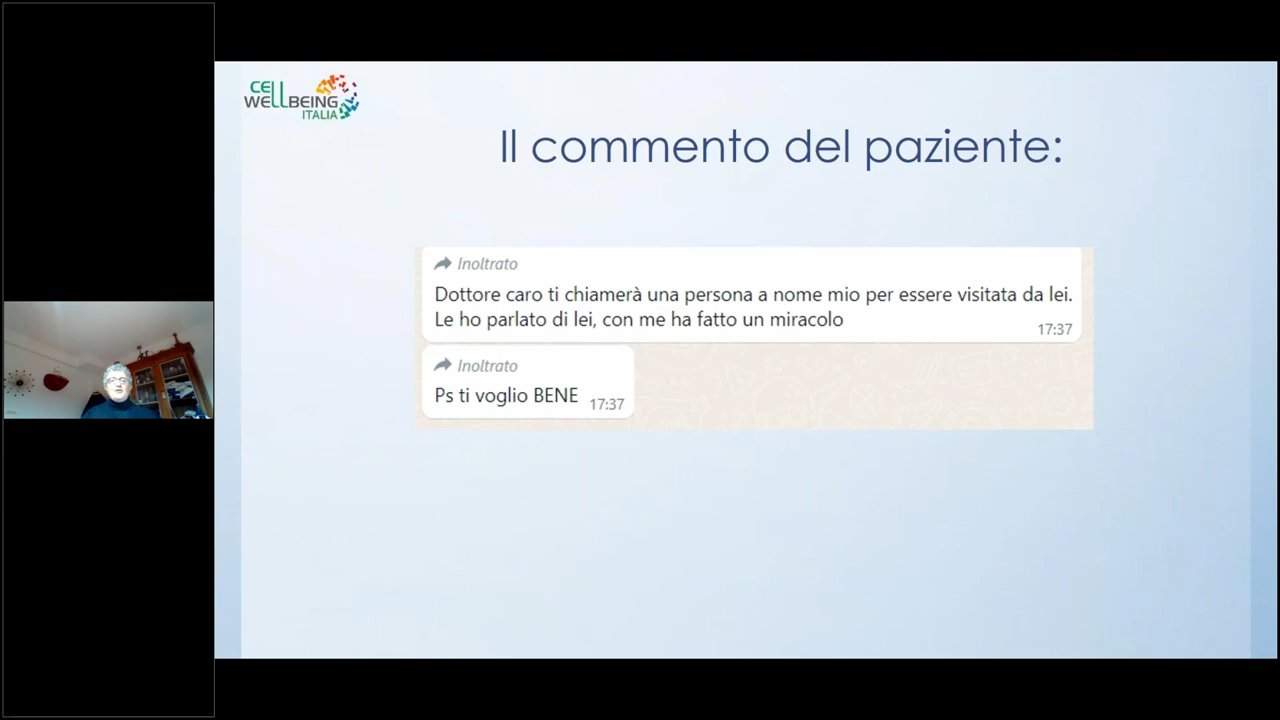 CELL
WELLBEING
ITALIA
Il commento del paziente:
Inoltrato
Dottore caro ti chiamerà una persona a nome mio per essere visitata da lei.
Le ho parlato di lei, con me ha fatto un miracolo
17:37
Inoltrato
Ps ti voglio BENE 17:37